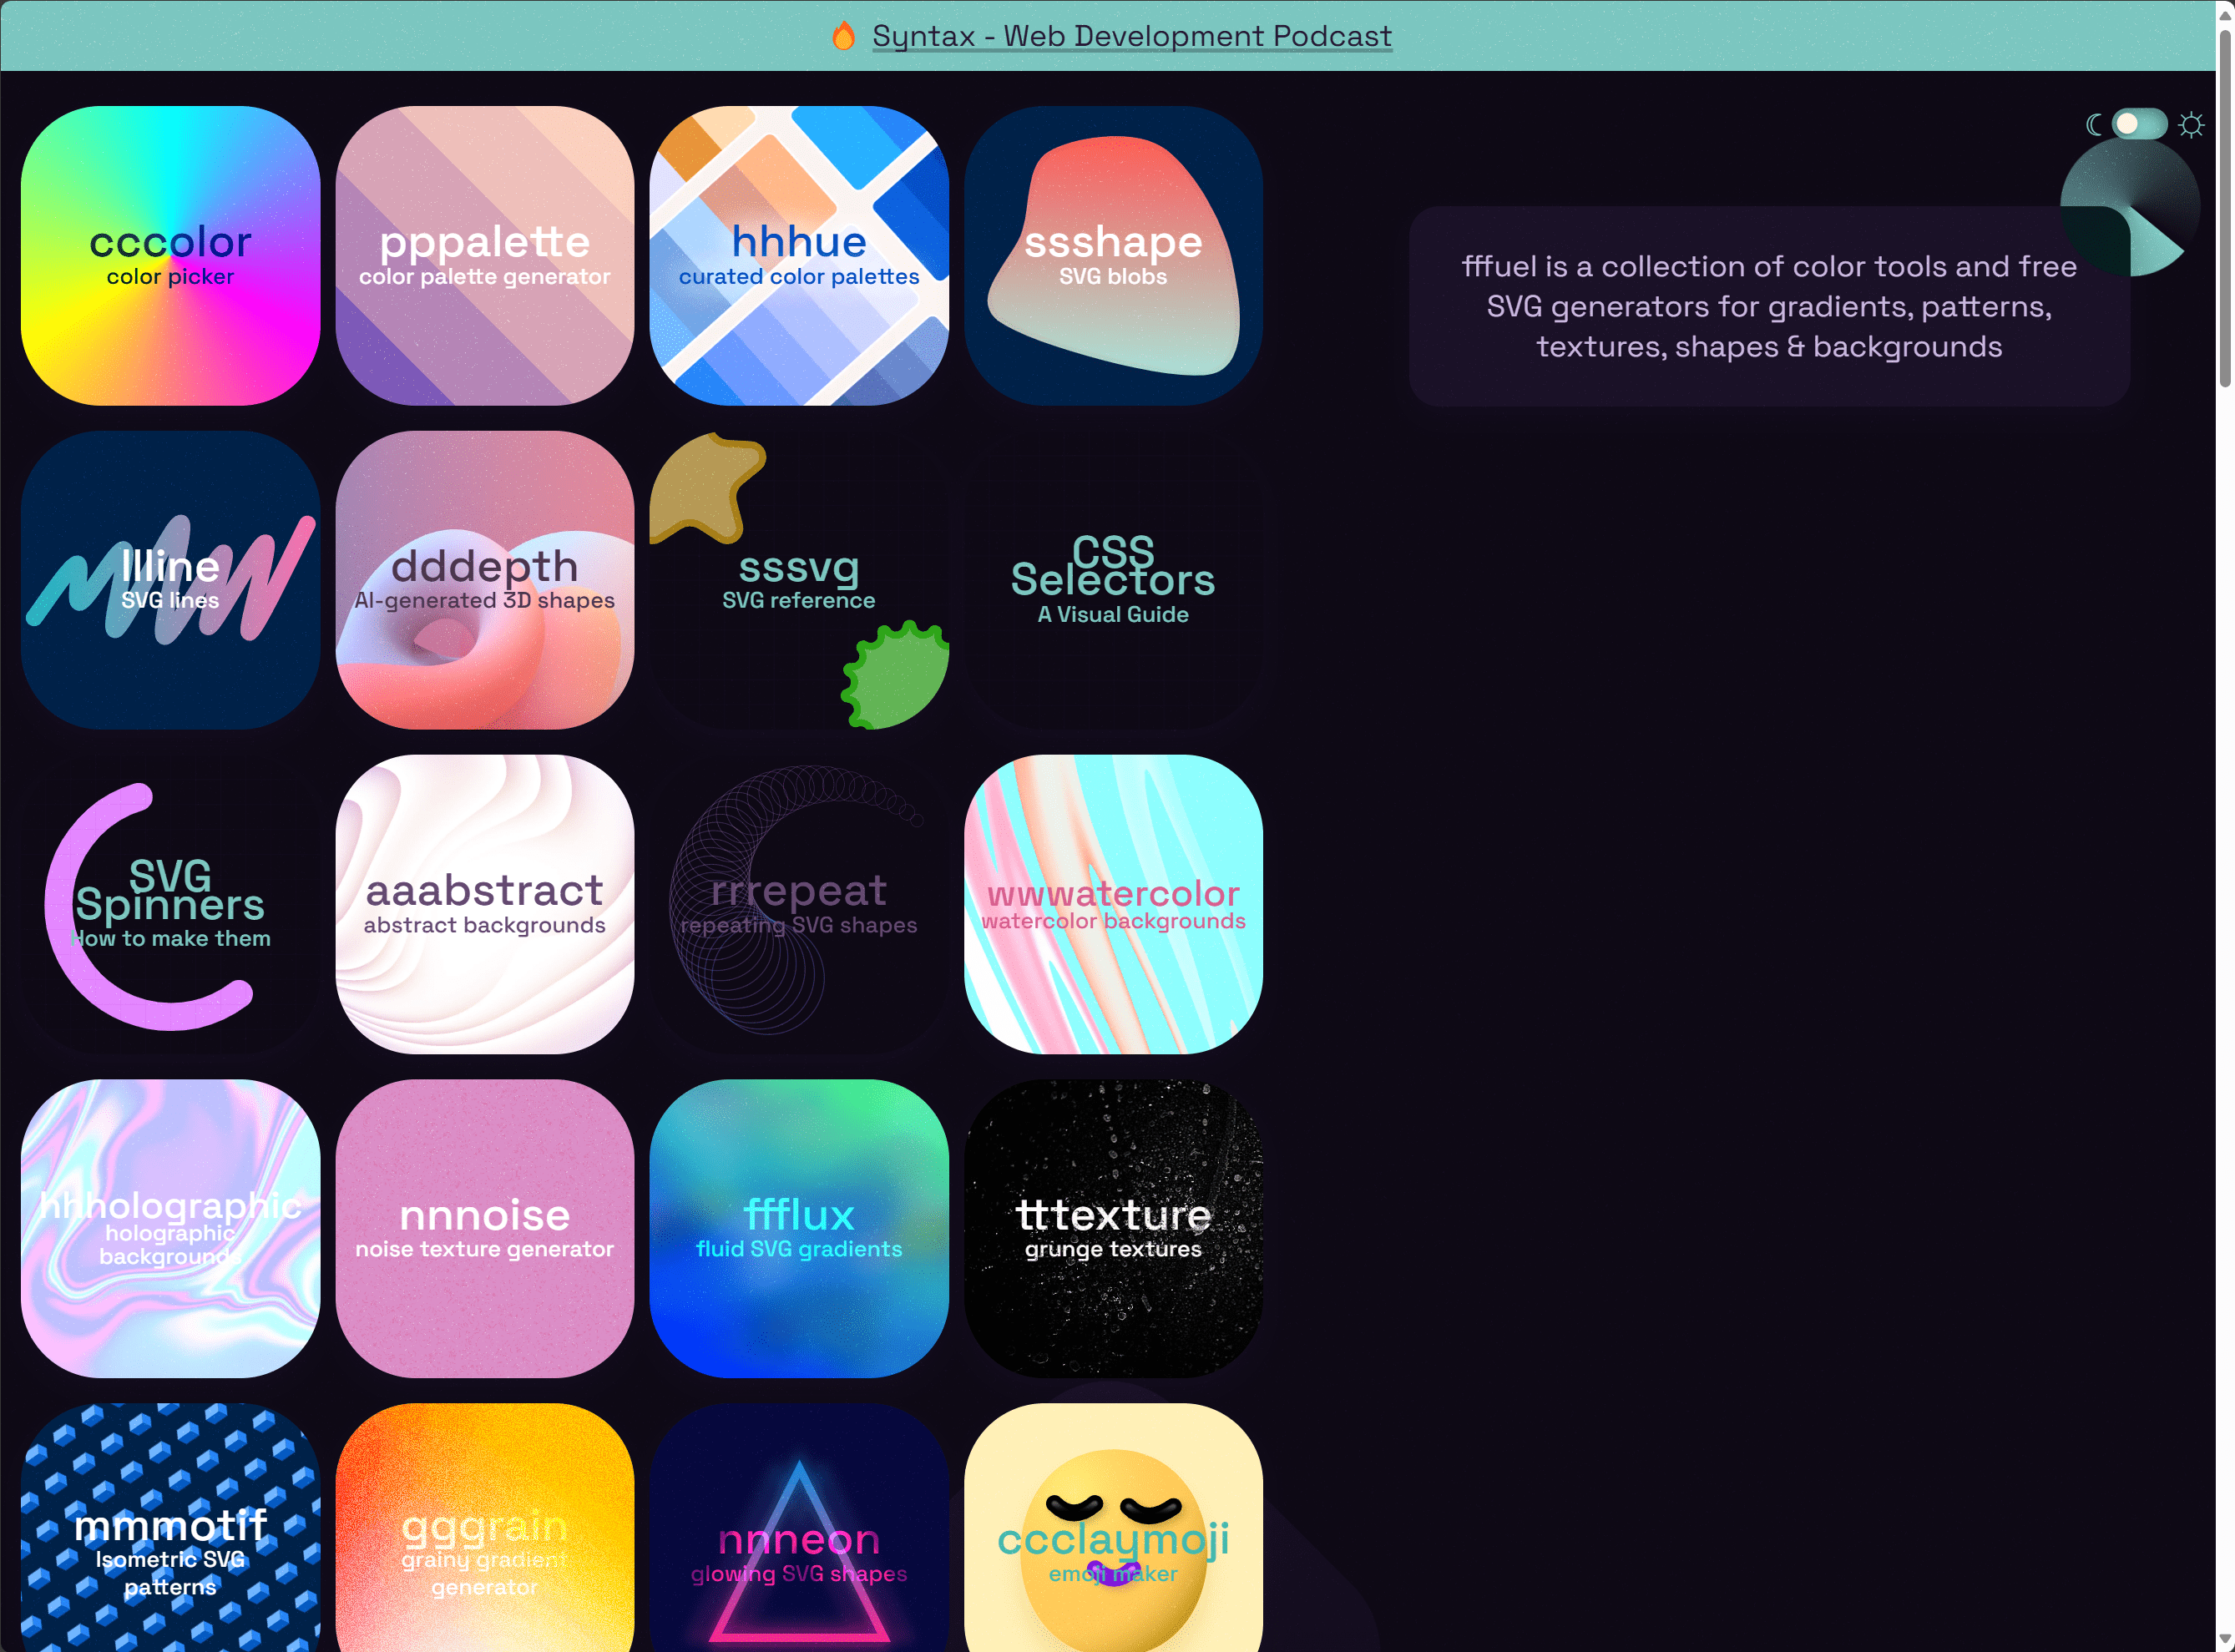 Syntax - Web Development Podcast
cccolor
color picker
pppalette
color palette generator
hhhue
curated color palettes
ssshape
SVG blobs
fffuel is a collection of color tools and free
SVG generators for gradients, patterns,
textures, shapes & backgrounds
llline
SVG lines
dddepth
AI-generated 3D shapes
sssvg
SVG reference
CSS
Selectors
A Visual Guide
SVG
Spinners
How to make them
aaabstract
abstract backgrounds
rrrepeat
repeating SVG shapes
wwwatercolor
watercolor backgrounds
hhholographic
holographic
backgrounds
nnnoise
noise texture generator
ffflux
fluid SVG gradients
tttexture
grunge textures
mmmotif
Isometric SVG
patterns
gggrain
grainy gradient
generator
nnneon
glowing SVG shapes
ccclaymoji
emoji maker